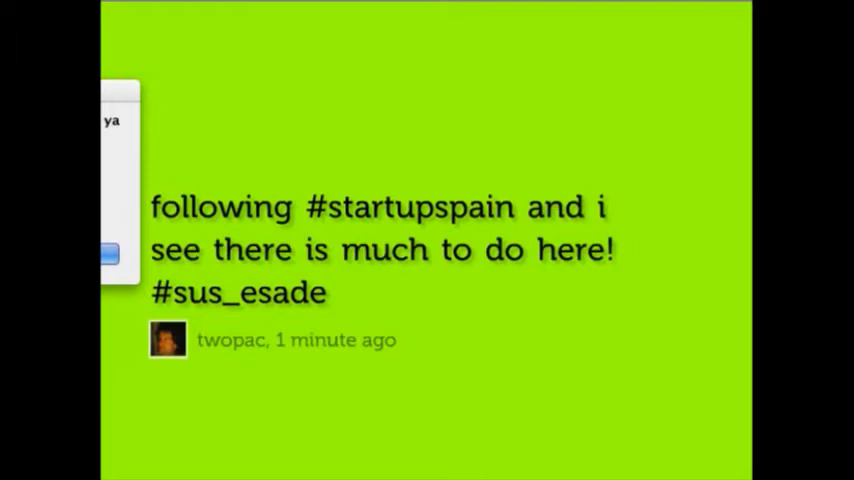 ya
following #startupspain and i
see there is much to do here!
#sus_esade
twopac, 1 minute ago